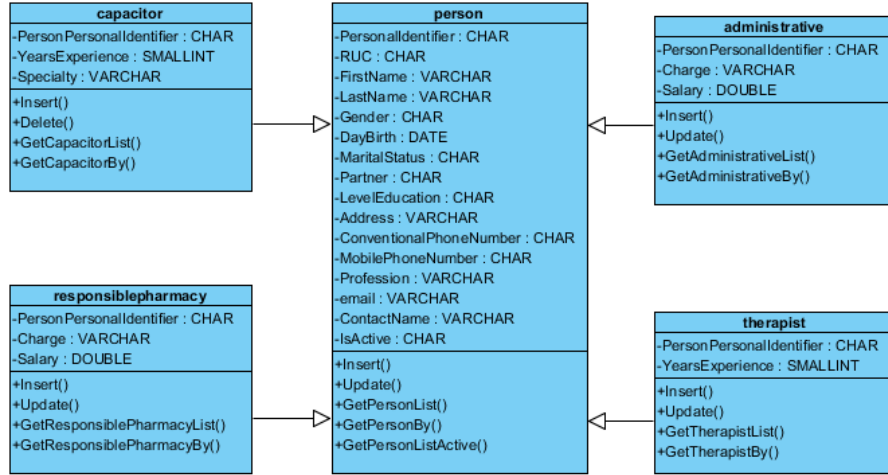 capacitor
-PersonPersonalIdentifier : CHAR
-YearsExperience : SMALLINT
-Specialty : VARCHAR
+Insert()
+Delete()
+GetCapacitorList()
+GetCapacitorBy()
person
-PersonalIdentifier : CHAR
-RUC : CHAR
-FirstName : VARCHAR
-LastName : VARCHAR
-Gender : CHAR
-DayBirth : DATE
-MaritalStatus : CHAR
-Partner : CHAR
-LevelEducation : CHAR
-Address : VARCHAR
-ConventionalPhoneNumber : CHAR
-MobilePhoneNumber : CHAR
-Profession : VARCHAR
-email : VARCHAR
-ContactName : VARCHAR
-IsActive : CHAR
+Insert()
+Update()
+GetPersonList()
+GetPersonBy()
+GetPersonListActive()
administrative
-PersonPersonalIdentifier : CHAR
-Charge : VARCHAR
-Salary : DOUBLE
+Insert()
+Update()
+GetAdministrativeList()
+GetAdministrativeBy()
responsiblepharmacy
-PersonPersonalIdentifier : CHAR
-Charge : VARCHAR
-Salary : DOUBLE
+Insert()
+Update()
+GetResponsiblePharmacyList()
+GetResponsiblePharmacyBy()
therapist
-PersonPersonalIdentifier : CHAR
-YearsExperience : SMALLINT
+Insert()
+Update()
+GetTherapistList()
+GetTherapistBy()